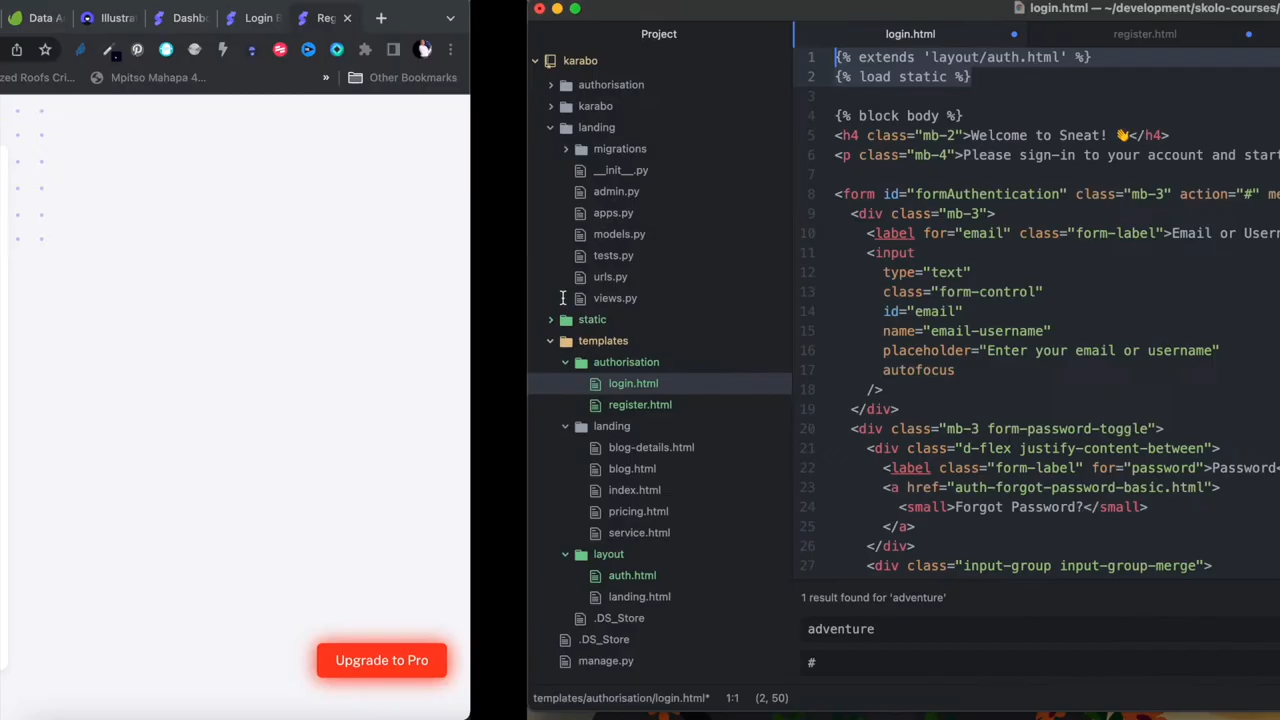 Data A
Illustra
Dashb
Login B
Reg
zed Roofs Cri...
Mpitso Mahapa 4...
»
Other Bookmarks
Upgrade to Pro
login.html — ~/development/skolo-courses/
Project
login.html
register.html
karabo
authorisation
karabo
landing
migrations
__init__.py
admin.py
apps.py
models.py
tests.py
urls.py
views.py
static
templates
authorisation
login.html
register.html
landing
blog-details.html
blog.html
index.html
pricing.html
service.html
layout
auth.html
landing.html
.DS_Store
.DS_Store
manage.py
1 {% extends 'layout/auth.html' %}
2 {% load static %}
3
4 {% block body %}
5 <h4 class="mb-2">Welcome to Sneat! 👋</h4>
6 <p class="mb-4">Please sign-in to your account and star
7
8 <form id="formAuthentication" class="mb-3" action="#" me
9 <div class="mb-3">
10 <label for="email" class="form-label">Email or User
11 <input
12 type="text"
13 class="form-control"
14 id="email"
15 name="email-username"
16 placeholder="Enter your email or username"
17 autofocus
18 />
19 </div>
20 <div class="mb-3 form-password-toggle">
21 <div class="d-flex justify-content-between">
22 <label class="form-label" for="password">Password<
23 <a href="auth-forgot-password-basic.html">
24 <small>Forgot Password?</small>
25 </a>
26 </div>
27 <div class="input-group input-group-merge">
1 result found for 'adventure'
adventure
#
templates/authorisation/login.html* 1:1 (2, 50)